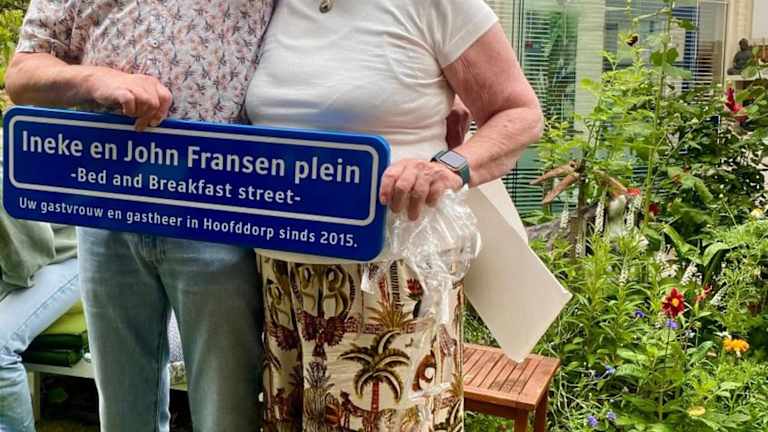 Ineke en John Fransen plein
-Bed and Breakfast street-
Uw gastvrouw en gastheer in Hoofddorp sinds 2015.